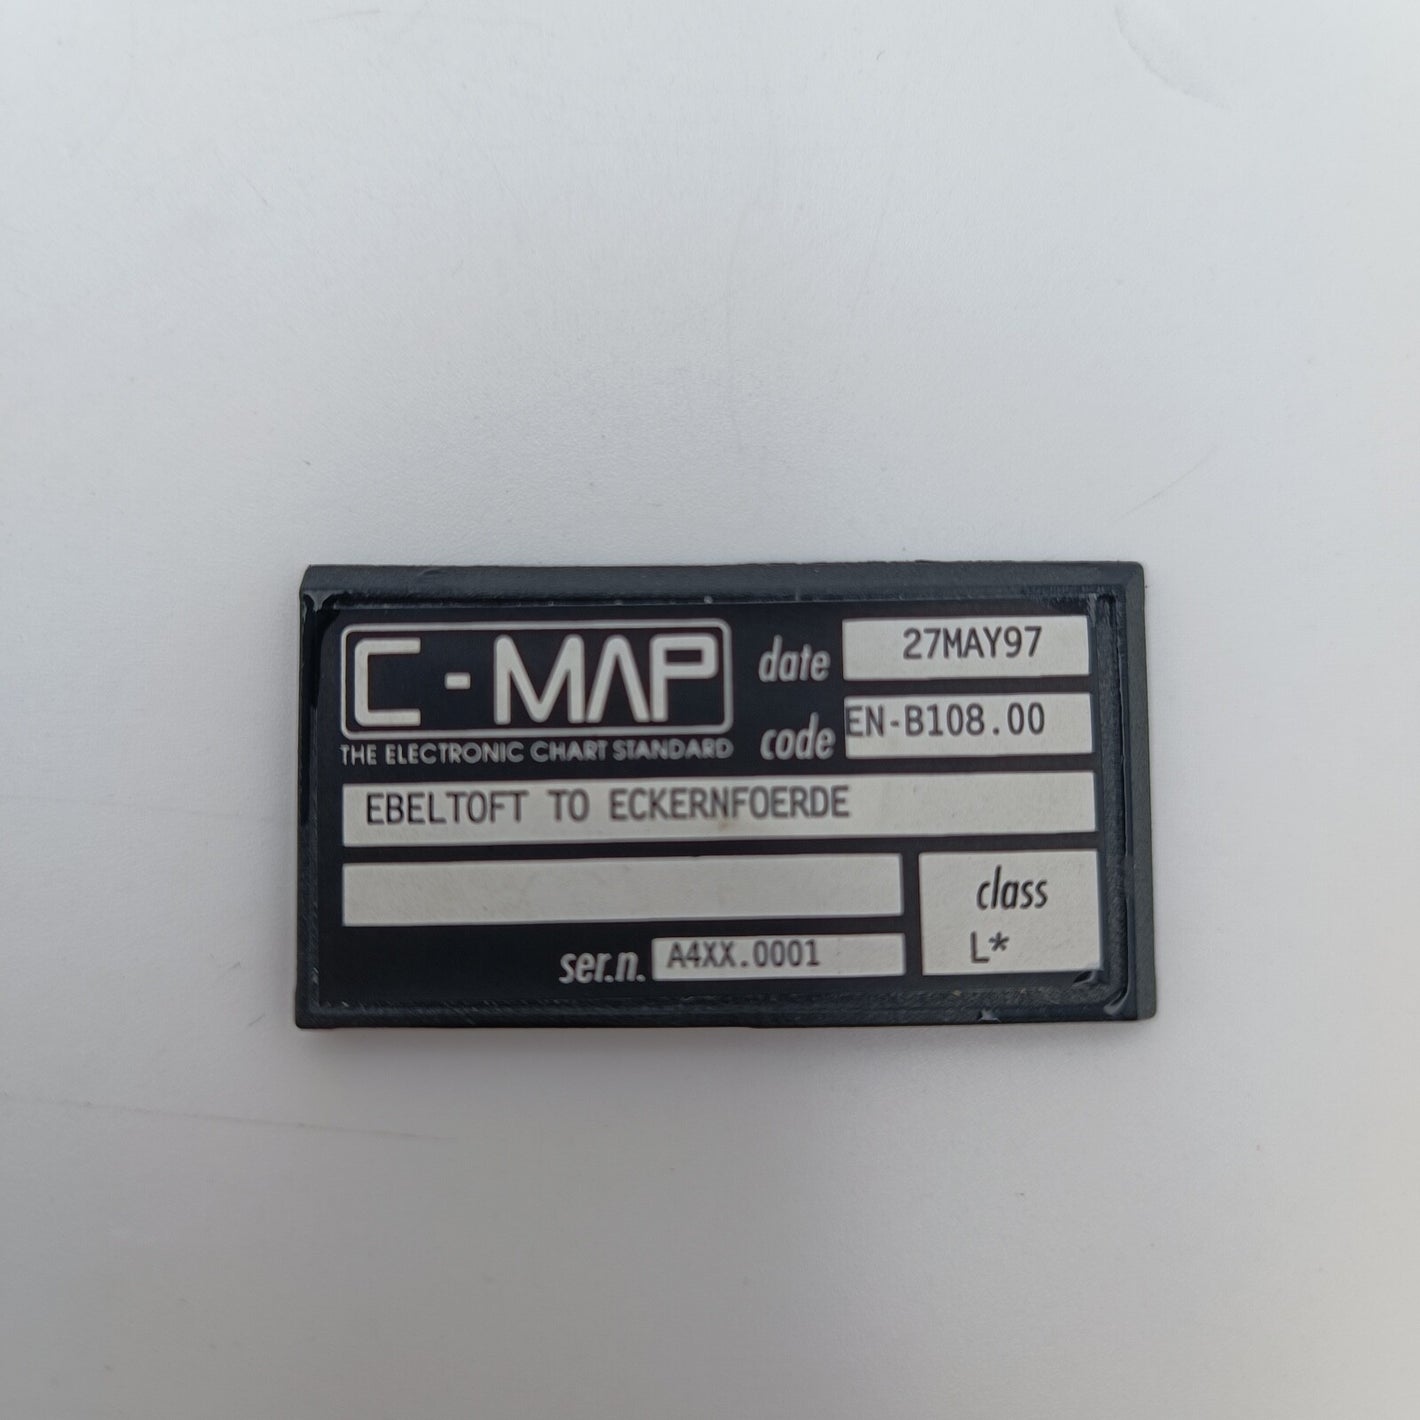 C-MAP
THE ELECTRONIC CHART STANDARD
date 27MAY97
code EN-B108.00
EBELTOFT TO ECKERNFOERDE
class
L*
ser.n. A4XX.0001